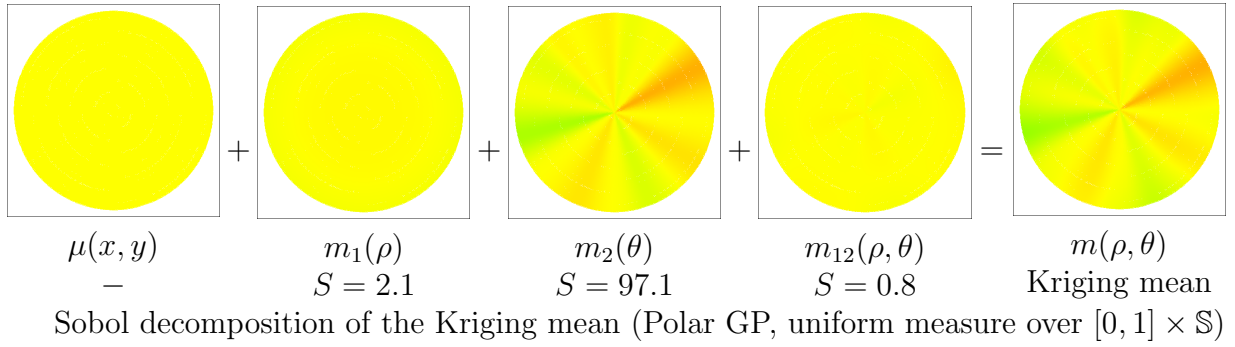 + + + =
μ(x, y) m₁(ρ) m₂(θ) m₁₂(ρ, θ) m(ρ, θ)
− S = 2.1 S = 97.1 S = 0.8 Kriging mean
Sobol decomposition of the Kriging mean (Polar GP, uniform measure over [0, 1] × 𝕊)